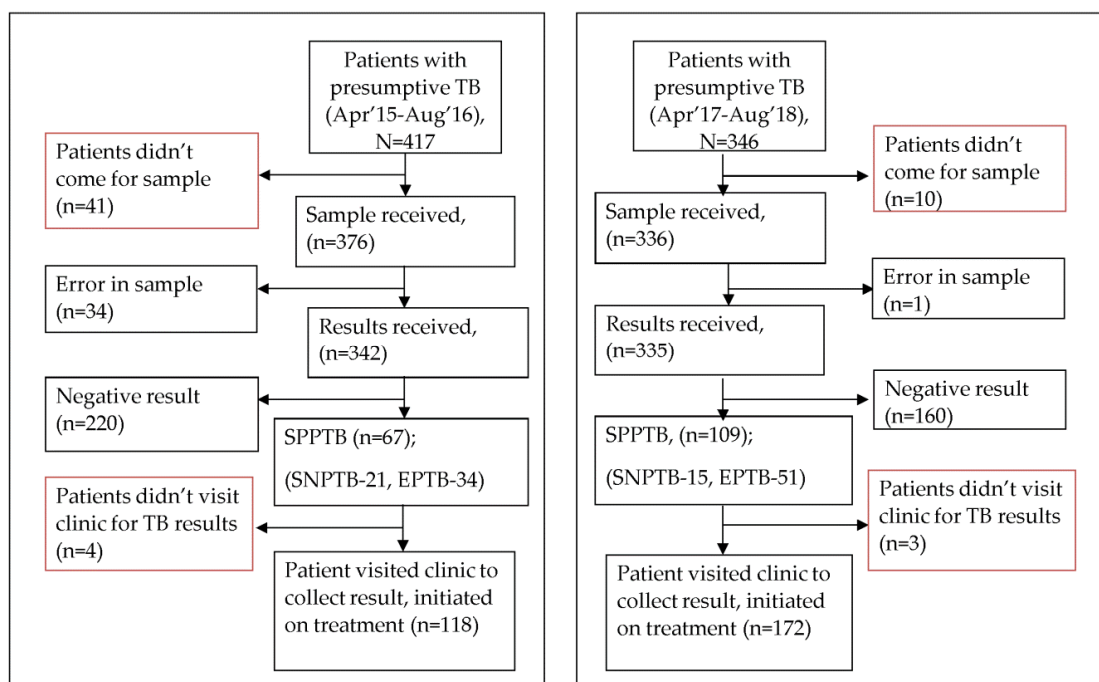 Patients with
presumptive TB
(Apr’15-Aug’16),
N=417
Patients didn’t
come for sample
(n=41)
Sample received,
(n=376)
Error in sample
(n=34)
Results received,
(n=342)
Negative result
(n=220)
SPPTB (n=67);
(SNPTB-21, EPTB-34)
Patients didn’t visit
clinic for TB results
(n=4)
Patient visited clinic to
collect result, initiated
on treatment (n=118)
Patients with
presumptive TB
(Apr’17-Aug’18),
N=346
Patients didn’t
come for sample
(n=10)
Sample received,
(n=336)
Error in sample
(n=1)
Results received,
(n=335)
Negative result
(n=160)
SPPTB, (n=109);
(SNPTB-15, EPTB-51)
Patients didn’t visit
clinic for TB results
(n=3)
Patient visited clinic to
collect result, initiated
on treatment (n=172)